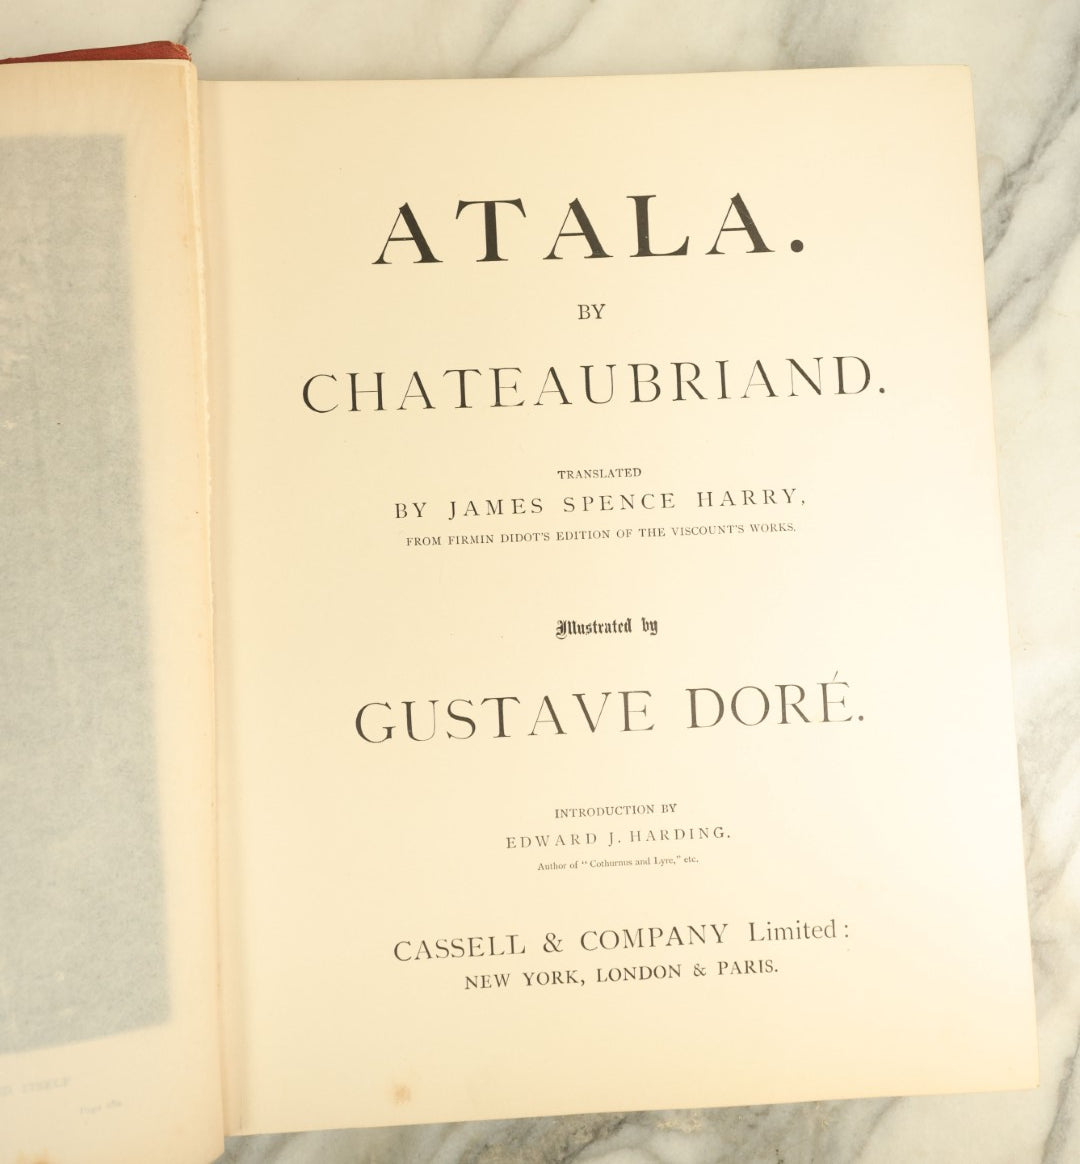 ATALA.
BY
CHATEAUBRIAND.
TRANSLATED
BY JAMES SPENCE HARRY,
FROM FIRMIN DIDOT'S EDITION OF THE VISCOUNT'S WORKS.
Illustrated by
GUSTAVE DORÉ.
INTRODUCTION BY
EDWARD J. HARDING.
Author of "Cothurnus and Lyre," etc.
CASSELL & COMPANY Limited:
NEW YORK, LONDON & PARIS.